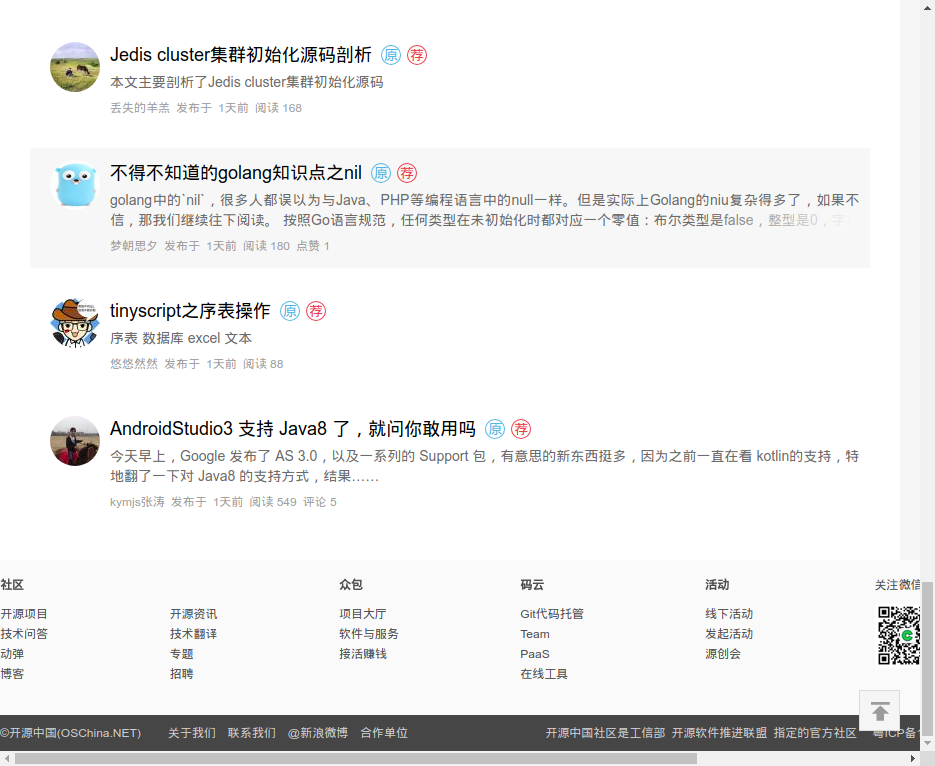 Jedis cluster集群初始化源码剖析 原 荐
本文主要剖析了Jedis cluster集群初始化源码
丢失的羊羔 发布于 1天前 阅读 168
不得不知道的golang知识点之nil 原 荐
golang中的`nil`，很多人都误以为与Java、PHP等编程语言中的null一样。但是实际上Golang的niu复杂得多了，如果不
信，那我们继续往下阅读。 按照Go语言规范，任何类型在未初始化时都对应一个零值：布尔类型是false，整型是0，字
梦朝思夕 发布于 1天前 阅读 180 点赞 1
tinyscript之序表操作 原 荐
序表 数据库 excel 文本
悠悠然然 发布于 1天前 阅读 88
AndroidStudio3 支持 Java8 了，就问你敢用吗 原 荐
今天早上，Google 发布了 AS 3.0，以及一系列的 Support 包，有意思的新东西挺多，因为之前一直在看 kotlin的支持，特
地翻了一下对 Java8 的支持方式，结果……
kymjs张涛 发布于 1天前 阅读 549 评论 5
社区 众包 码云 活动 关注微信
开源项目 开源资讯 项目大厅 Git代码托管 线下活动
技术问答 技术翻译 软件与服务 Team 发起活动
动弹 专题 接活赚钱 PaaS 源创会
博客 招聘 在线工具
©开源中国(OSChina.NET) 关于我们 联系我们 @新浪微博 合作单位 开源中国社区是工信部 开源软件推进联盟 指定的官方社区 粤ICP备